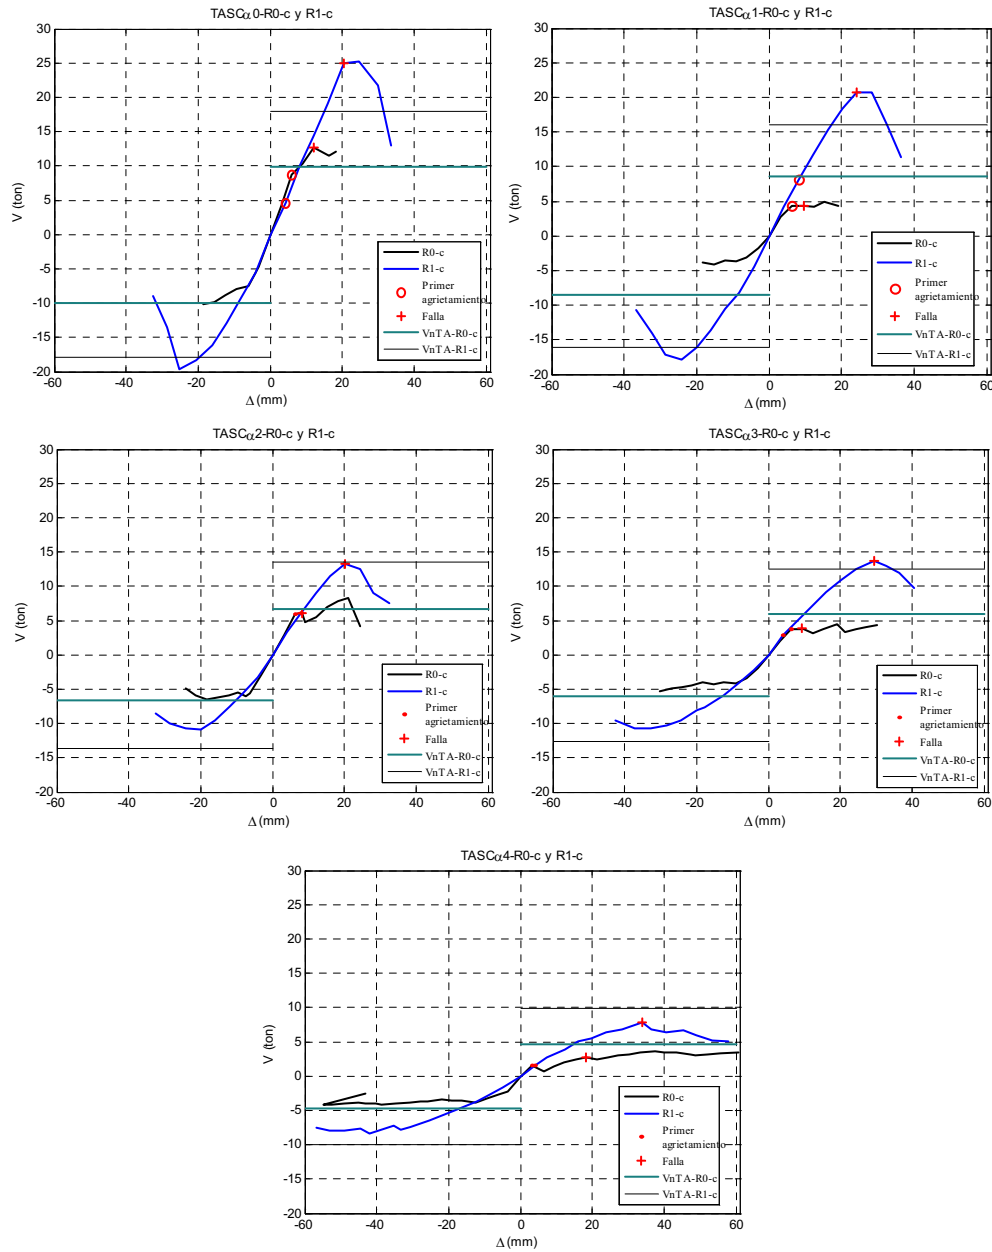 TASCα0-R0-c y R1-c
30
25
20
15
10
5
0
-5
-10
-15
-20
V (ton)
-60 -40 -20 0 20 40 60
Δ (mm)
R0-c
R1-c
Primer
agrietamiento
Falla
VnTA-R0-c
VnTA-R1-c
TASCα1-R0-c y R1-c
30
25
20
15
10
5
0
-5
-10
-15
-20
V (ton)
-60 -40 -20 0 20 40 60
Δ (mm)
R0-c
R1-c
Primer
agrietamiento
Falla
VnTA-R0-c
VnTA-R1-c
TASCα2-R0-c y R1-c
30
25
20
15
10
5
0
-5
-10
-15
-20
V (ton)
-60 -40 -20 0 20 40 60
Δ (mm)
R0-c
R1-c
Primer
agrietamiento
Falla
VnTA-R0-c
VnTA-R1-c
TASCα3-R0-c y R1-c
30
25
20
15
10
5
0
-5
-10
-15
-20
V (ton)
-60 -40 -20 0 20 40 60
Δ (mm)
R0-c
R1-c
Primer
agrietamiento
Falla
VnTA-R0-c
VnTA-R1-c
TASCα4-R0-c y R1-c
30
25
20
15
10
5
0
-5
-10
-15
-20
V (ton)
-60 -40 -20 0 20 40 60
Δ (mm)
R0-c
R1-c
Primer
agrietamiento
Falla
VnTA-R0-c
VnTA-R1-c